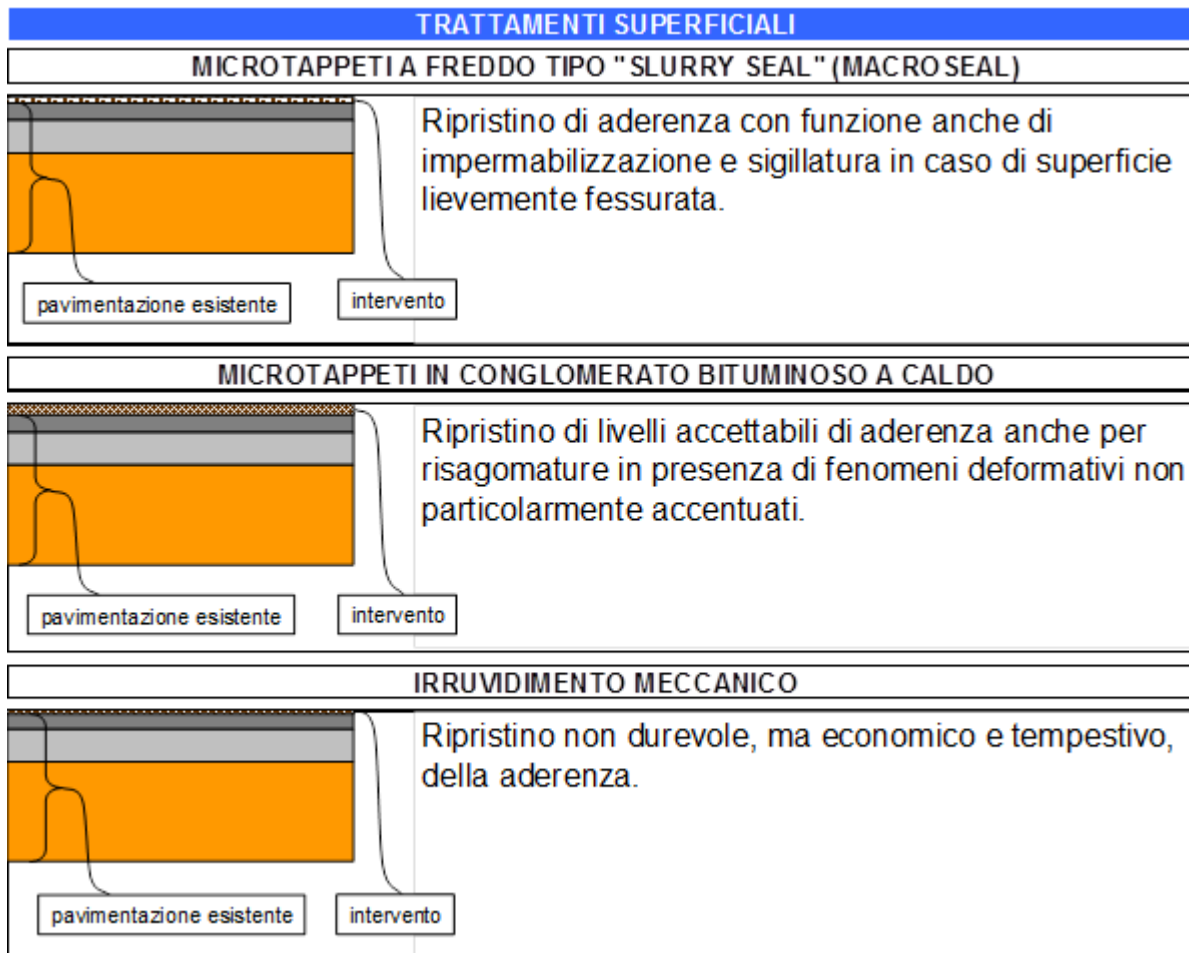 TRATTAMENTI SUPERFICIALI
MICROTAPPETI A FREDDO TIPO "SLURRY SEAL" (MACROSEAL)
Ripristino di aderenza con funzione anche di
impermabilizzazione e sigillatura in caso di superficie
lievemente fessurata.
pavimentazione esistente
intervento
MICROTAPPETI IN CONGLOMERATO BITUMINOSO A CALDO
Ripristino di livelli accettabili di aderenza anche per
risagomature in presenza di fenomeni deformativi non
particolarmente accentuati.
pavimentazione esistente
intervento
IRRUVIDIMENTO MECCANICO
Ripristino non durevole, ma economico e tempestivo,
della aderenza.
pavimentazione esistente
intervento